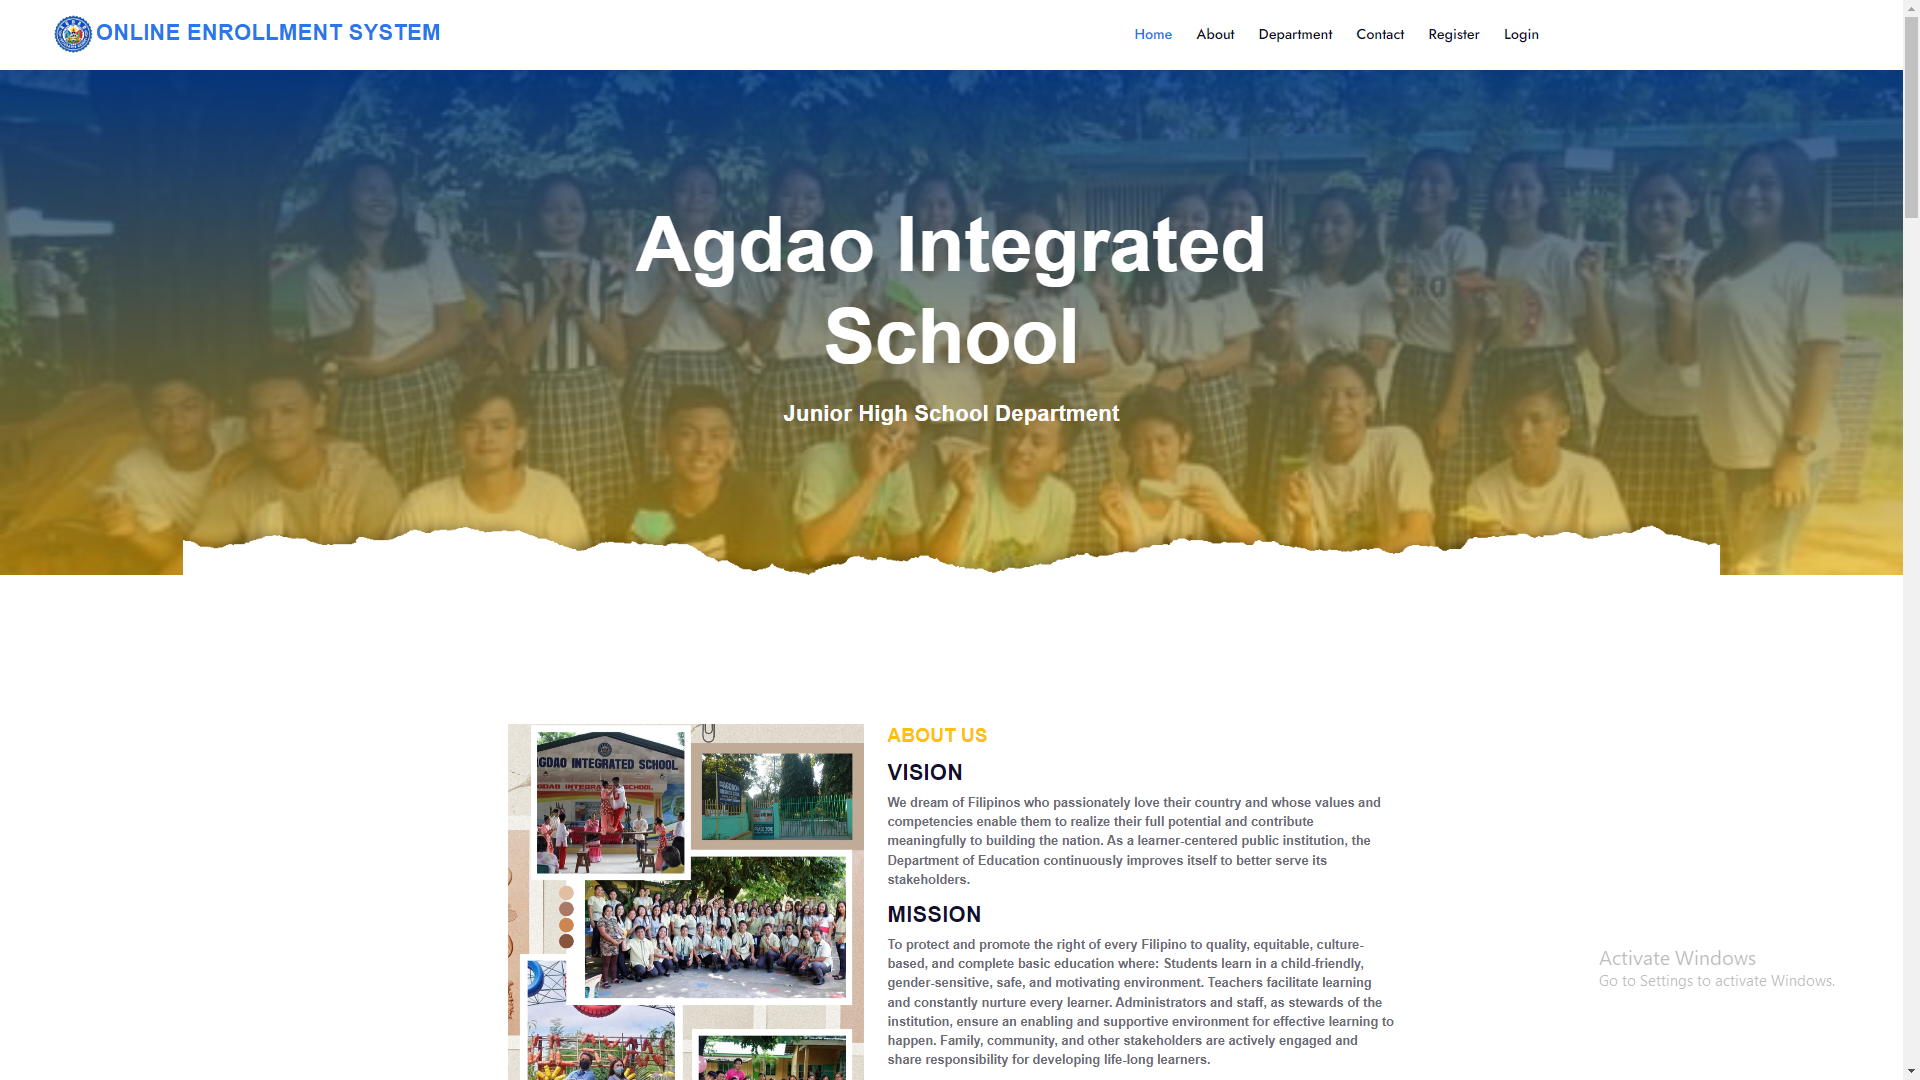 ONLINE ENROLLMENT SYSTEM
Home About Department Contact Register Login
Agdao Integrated
School
Junior High School Department
AGDAO INTEGRATED SCHOOL
ABOUT US
VISION
We dream of Filipinos who passionately love their country and whose values and
competencies enable them to realize their full potential and contribute
meaningfully to building the nation. As a learner-centered public institution, the
Department of Education continuously improves itself to better serve its
stakeholders.
MISSION
To protect and promote the right of every Filipino to quality, equitable, culture-
based, and complete basic education where: Students learn in a child-friendly,
gender-sensitive, safe, and motivating environment. Teachers facilitate learning
and constantly nurture every learner. Administrators and staff, as stewards of the
institution, ensure an enabling and supportive environment for effective learning to
happen. Family, community, and other stakeholders are actively engaged and
share responsibility for developing life-long learners.
Activate Windows
Go to Settings to activate Windows.